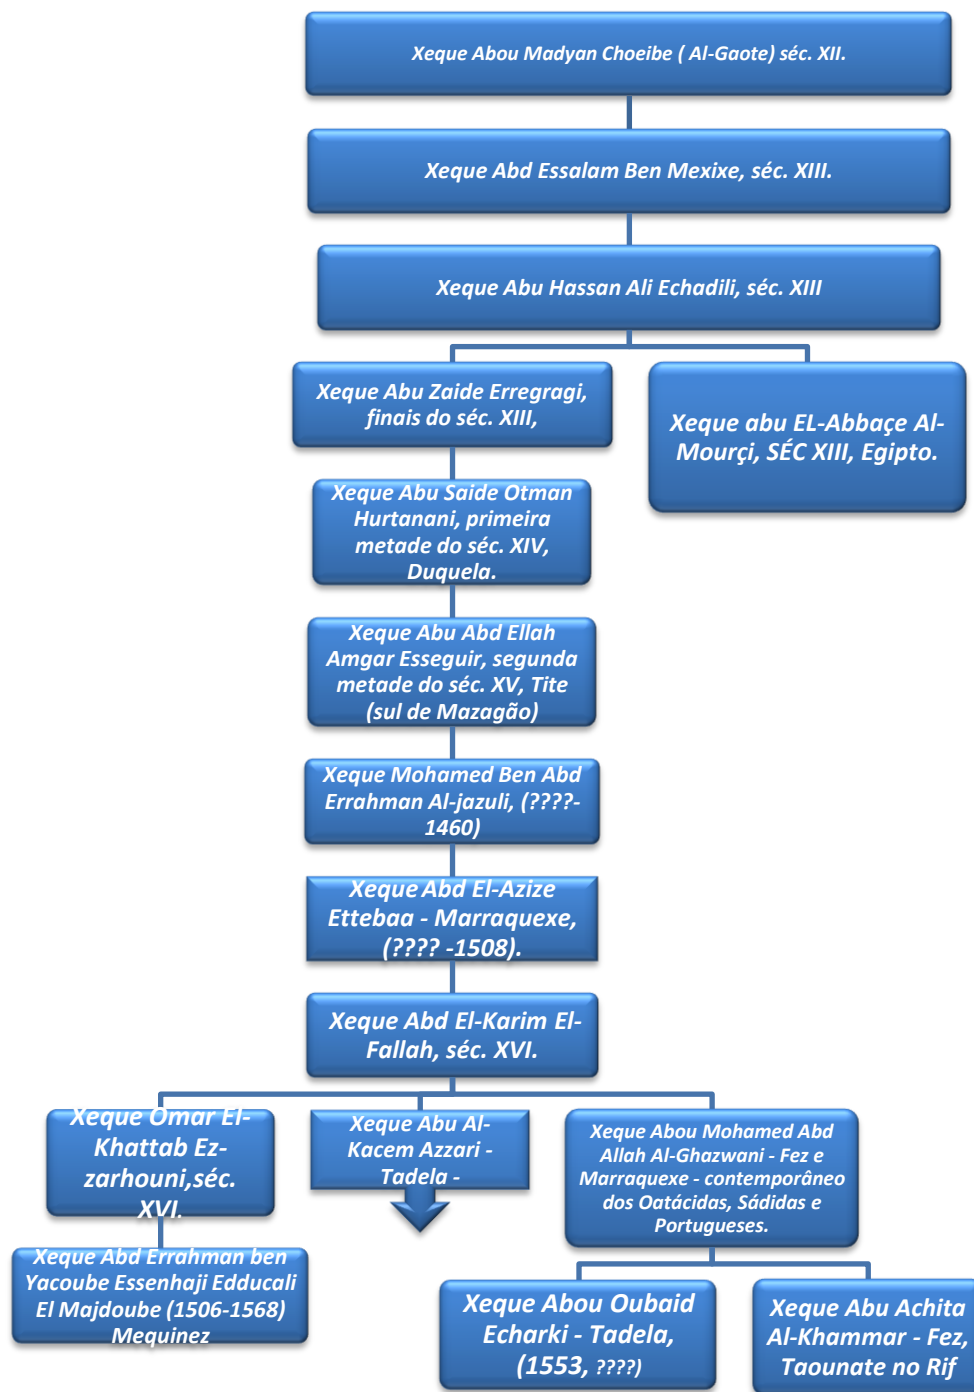 Xeque Abou Madyan Choeibe ( Al-Gaote) séc. XII.
Xeque Abd Essalam Ben Mexixe, séc. XIII.
Xeque Abu Hassan Ali Echadili, séc. XIII
Xeque Abu Zaide Erregragi,
finais do séc. XIII,
Xeque abu EL-Abbaçe Al-
Mourçi, SÉC XIII, Egipto.
Xeque Abu Saide Otman
Hurtanani, primeira
metade do séc. XIV,
Duquela.
Xeque Abu Abd Ellah
Amgar Esseguir, segunda
metade do séc. XV, Tite
(sul de Mazagão)
Xeque Mohamed Ben Abd
Errahman Al-jazuli, (????-
1460)
Xeque Abd El-Azize
Ettebaa - Marraquexe,
(???? -1508).
Xeque Abd El-Karim El-
Fallah, séc. XVI.
Xeque Omar El-
Khattab Ez-
zarhouni,séc.
XVI.
Xeque Abu Al-
Kacem Azzari -
Tadela -
Xeque Abou Mohamed Abd
Allah Al-Ghazwani - Fez e
Marraquexe - contemporâneo
dos Oatácidas, Sádidas e
Portugueses.
Xeque Abd Errahman ben
Yacoube Essenhaji Edducali
El Majdoube (1506-1568)
Mequinez
Xeque Abou Oubaid
Echarki - Tadela,
(1553, ????)
Xeque Abu Achita
Al-Khammar - Fez,
Taounate no Rif